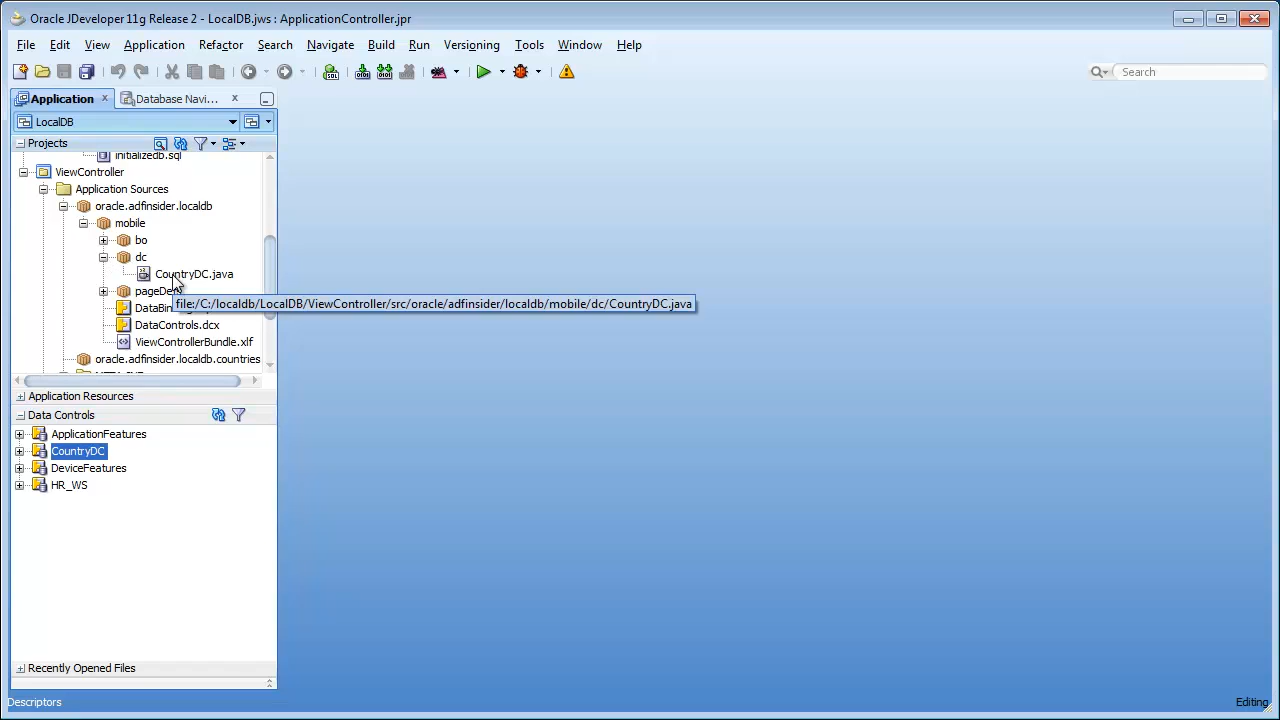 Oracle JDeveloper 11g Release 2 - LocalDB.jws : ApplicationController.jpr
File Edit View Application Refactor Search Navigate Build Run Versioning Tools Window Help
Search
Application Database Navi...
LocalDB
Projects
initializedb.sql
ViewController
Application Sources
oracle.adfinsider.localdb
mobile
bo
dc
CountryDC.java
pageDe
file:/C:/localdb/LocalDB/ViewController/src/oracle/adfinsider/localdb/mobile/dc/CountryDC.java
DataBin
DataControls.dcx
ViewControllerBundle.xlf
oracle.adfinsider.localdb.countries
Application Resources
Data Controls
ApplicationFeatures
CountryDC
DeviceFeatures
HR_WS
Recently Opened Files
Descriptors Editing